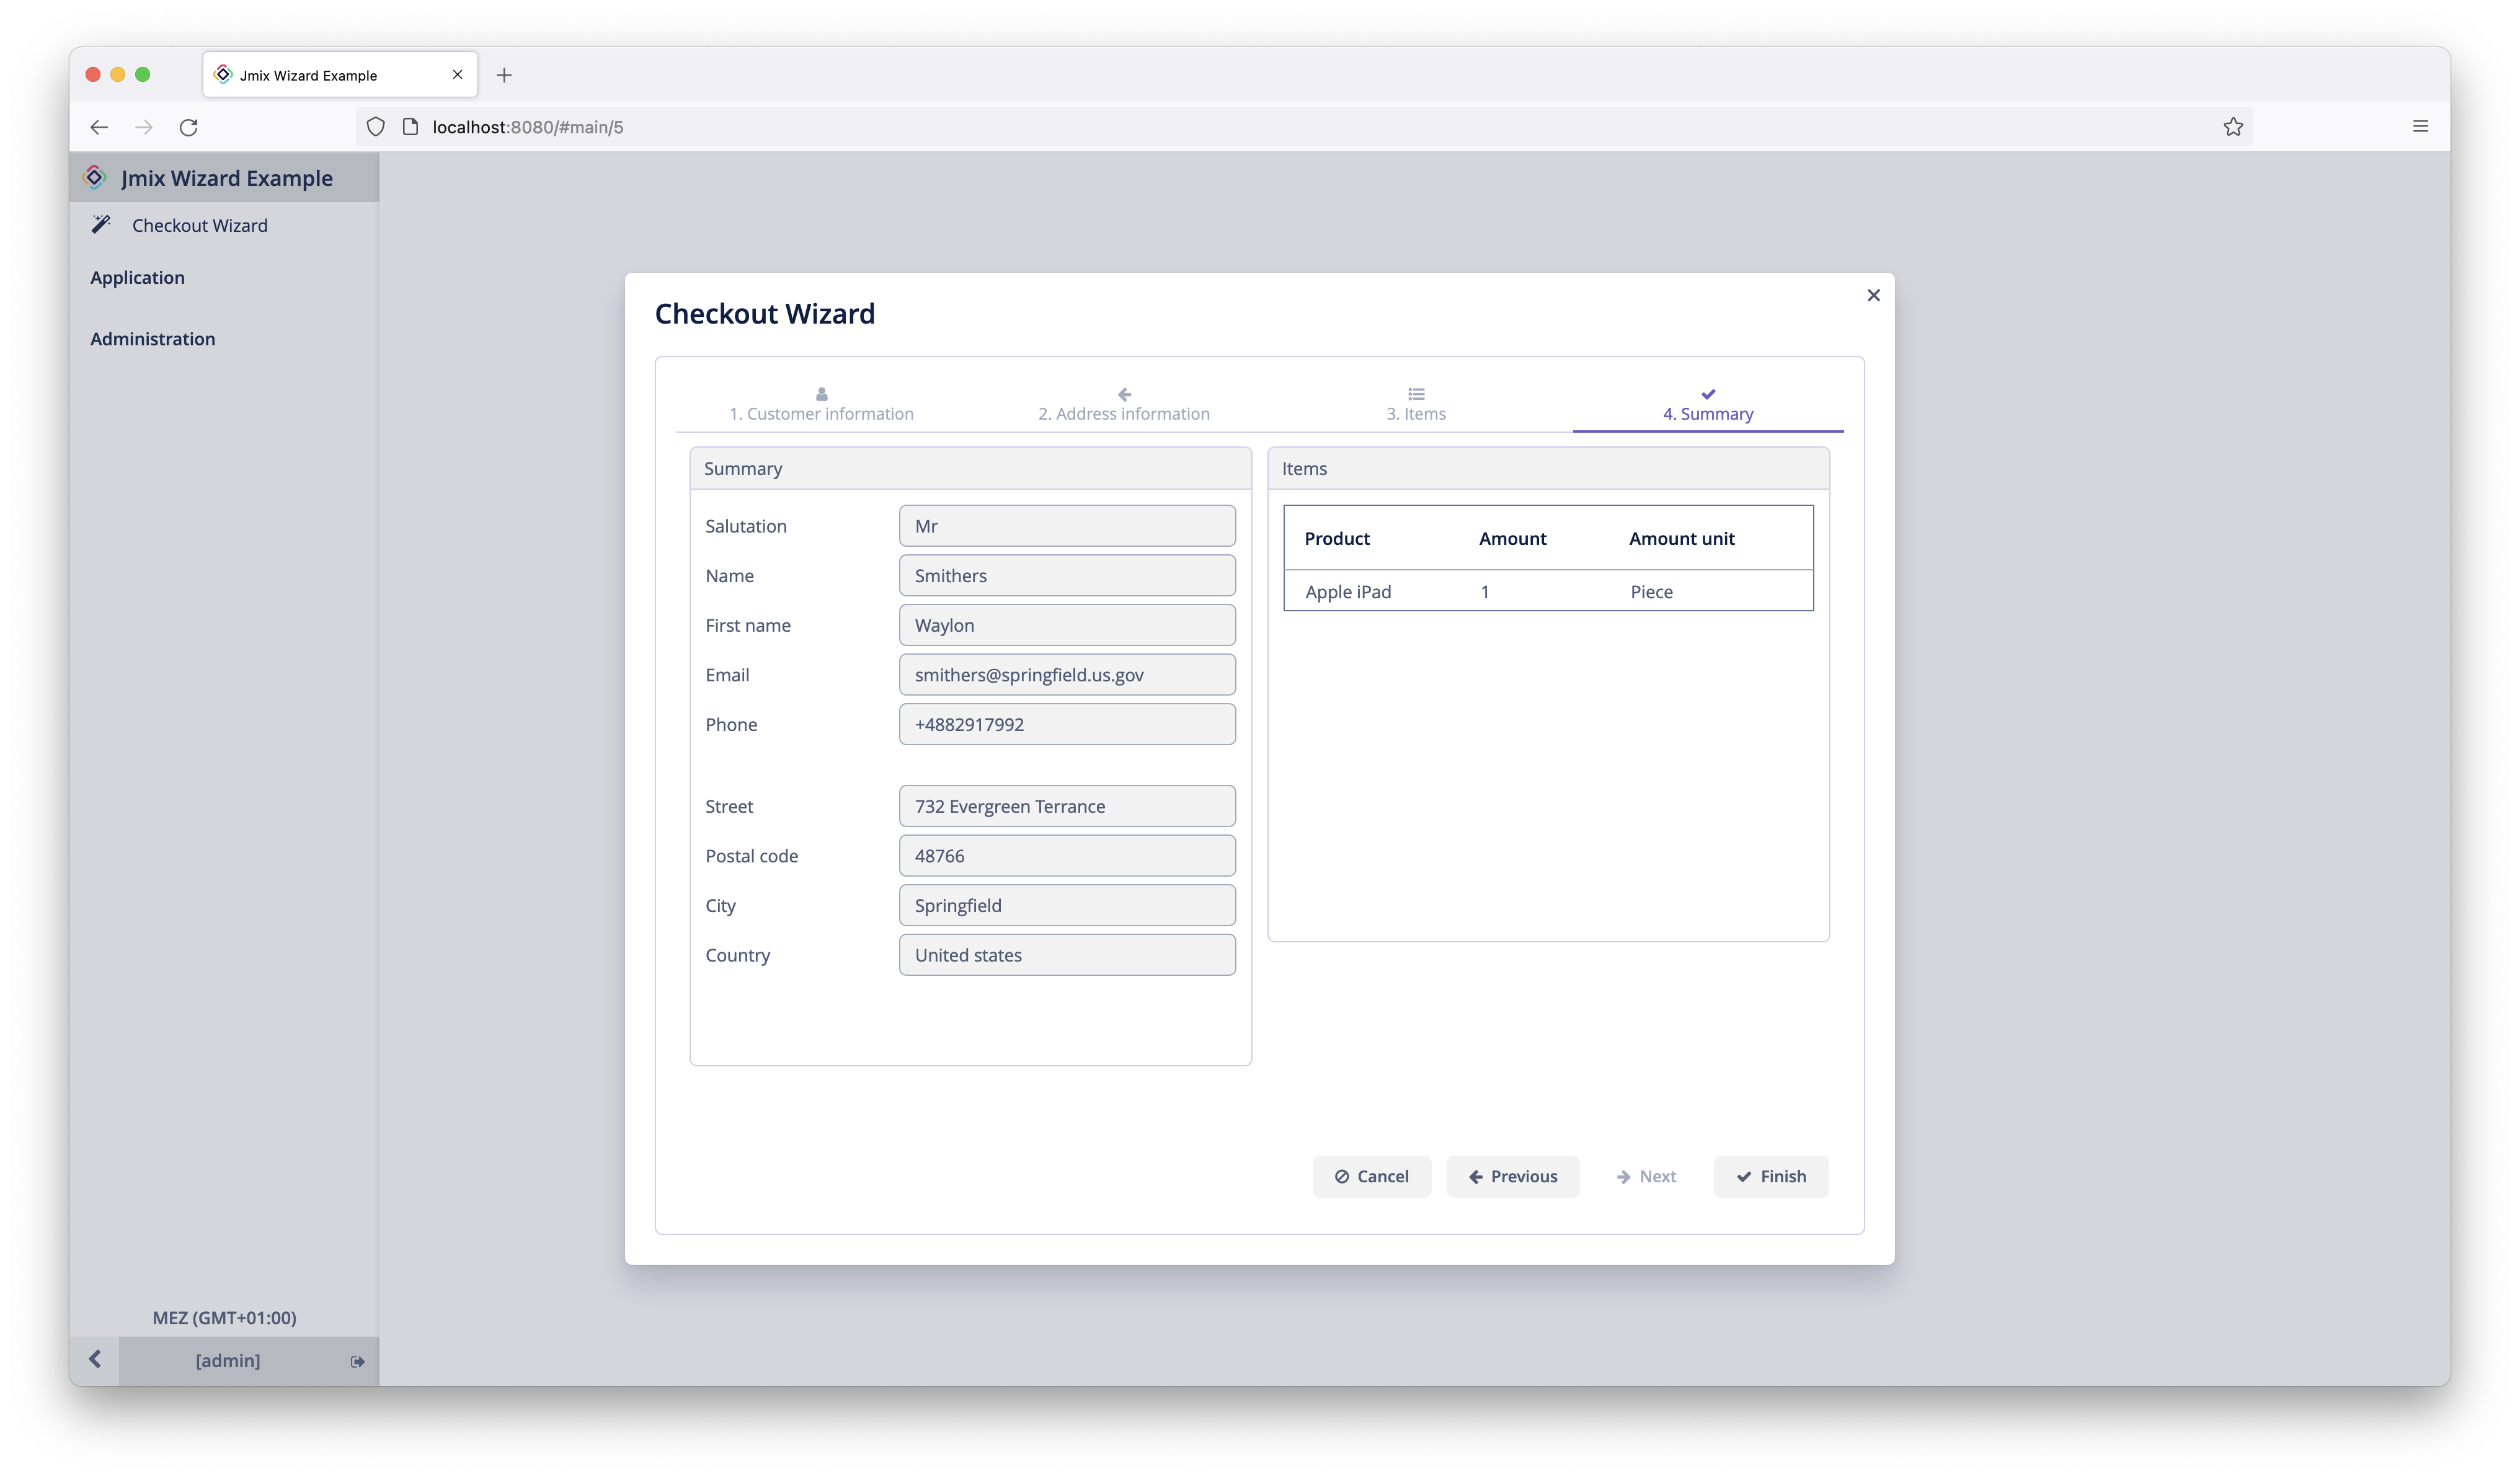 Jmix Wizard Example
localhost:8080/#main/5
Jmix Wizard Example
Checkout Wizard
Application
Administration
Checkout Wizard
1. Customer information
2. Address information
3. Items
4. Summary
Summary
Salutation Mr
Name Smithers
First name Waylon
Email smithers@springfield.us.gov
Phone +4882917992
Street 732 Evergreen Terrance
Postal code 48766
City Springfield
Country United states
Items
Product Amount Amount unit
Apple iPad 1 Piece
Cancel Previous Next Finish
MEZ (GMT+01:00)
[admin]